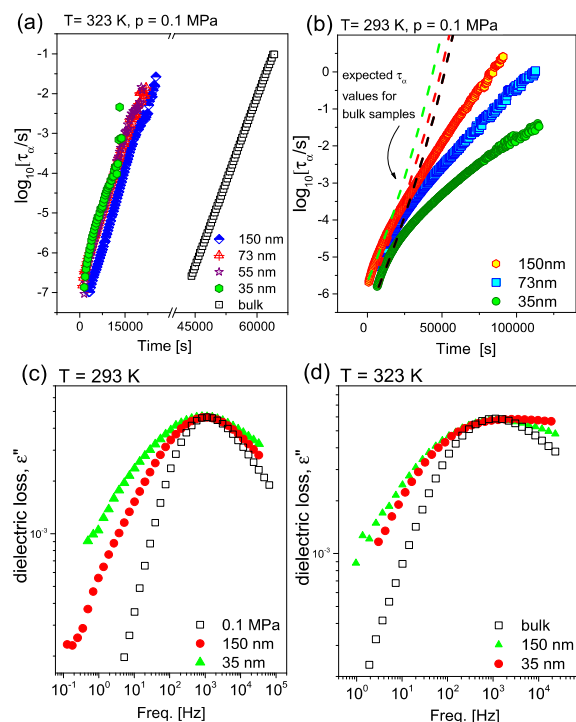 (a)
T= 323 K, p = 0.1 MPa
log10[τα/s]
-1
-2
-3
-4
-5
-6
-7
150 nm
73 nm
55 nm
35 nm
bulk
0 15000 45000 60000
Time [s]
(b)
T= 293 K, p = 0.1 MPa
log10[τα/s]
0
-1
-2
-3
-4
-5
-6
expected τα
values for
bulk samples
150nm
73nm
35nm
0 50000 100000
Time [s]
(c)
T = 293 K
dielectric loss, ε"
10-3
0.1 MPa
150 nm
35 nm
10-1 100 101 102 103 104 105
Freq. [Hz]
(d)
T = 323 K
dielectric loss, ε"
10-3
bulk
150 nm
35 nm
100 101 102 103 104
Freq. [Hz]